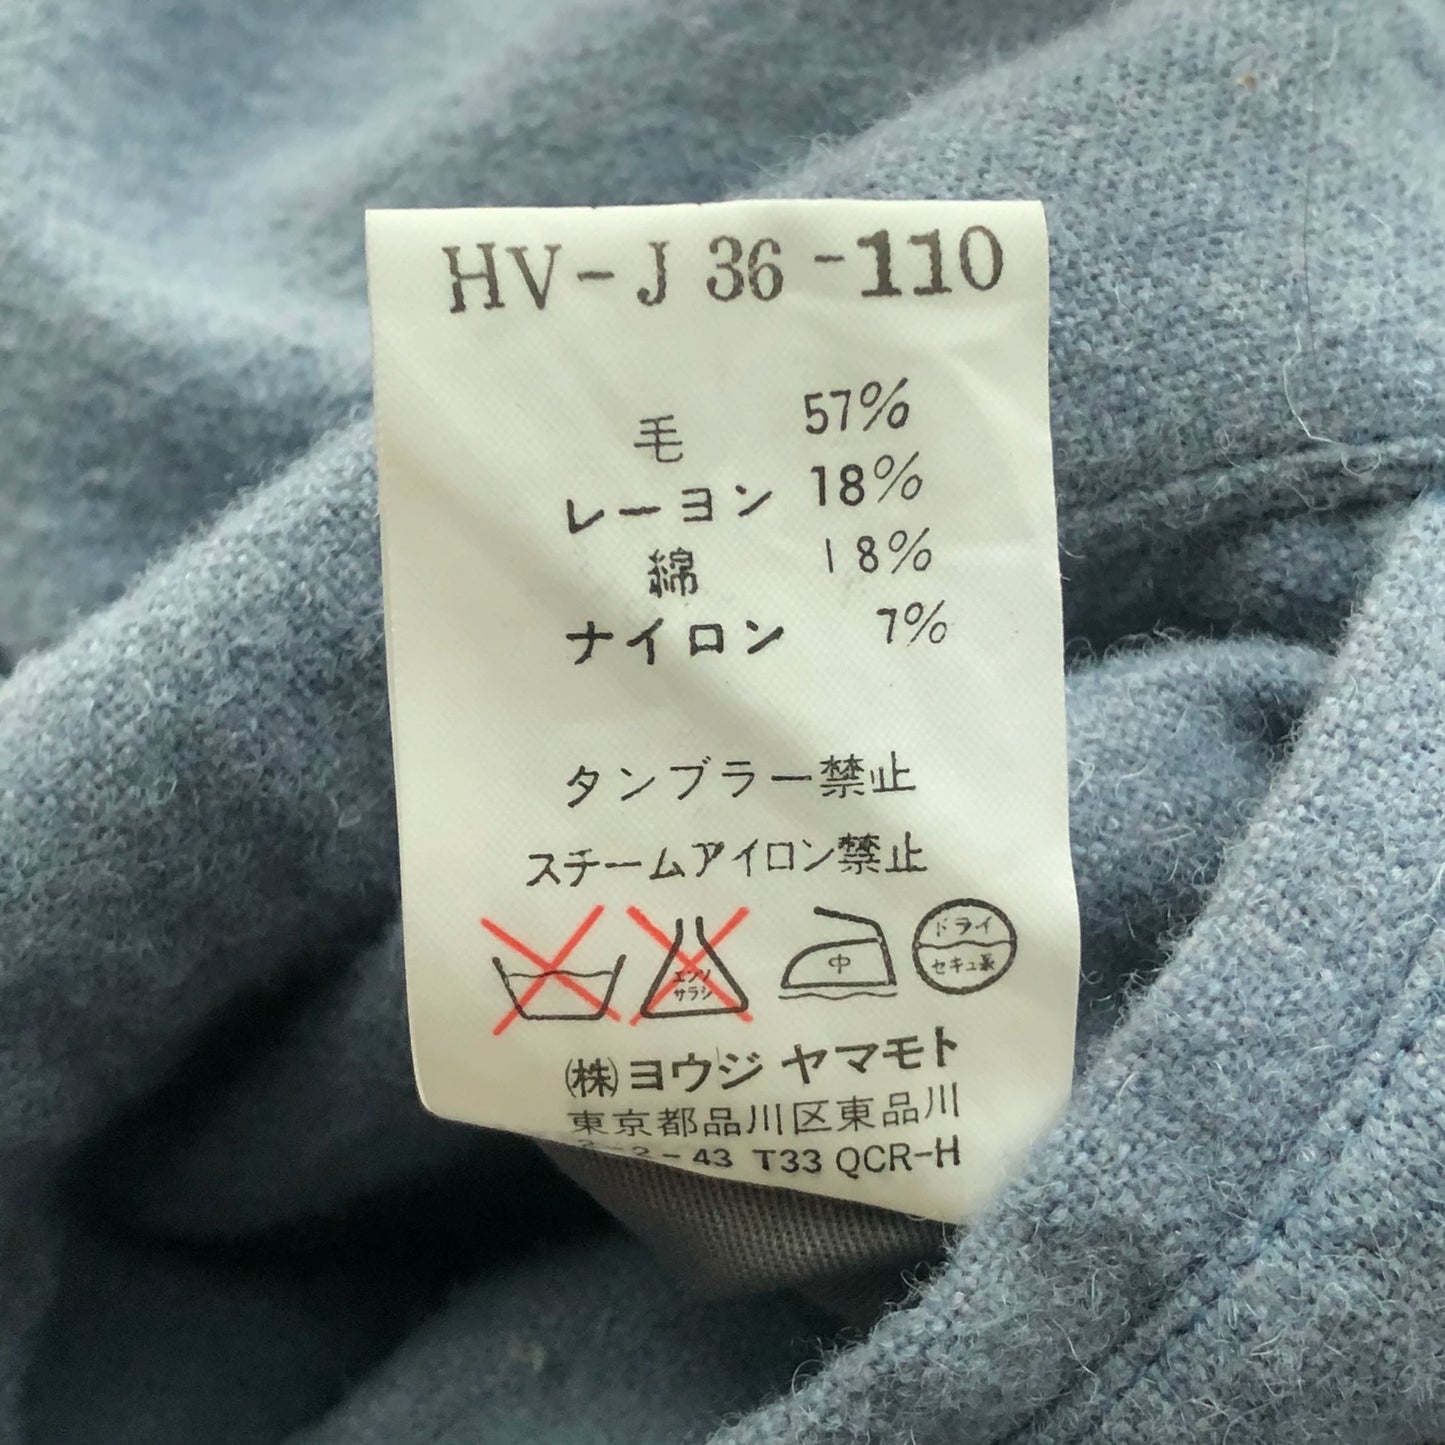 HV-J 36-110
毛 57%
レーヨン 18%
綿 18%
ナイロン 7%
タンブラー禁止
スチームアイロン禁止
エンソ
サラシ
中
ドライ
セキユ系
(株)ヨウジ ヤマモト
東京都品川区東品川
2-2-43 T33 QCR-H